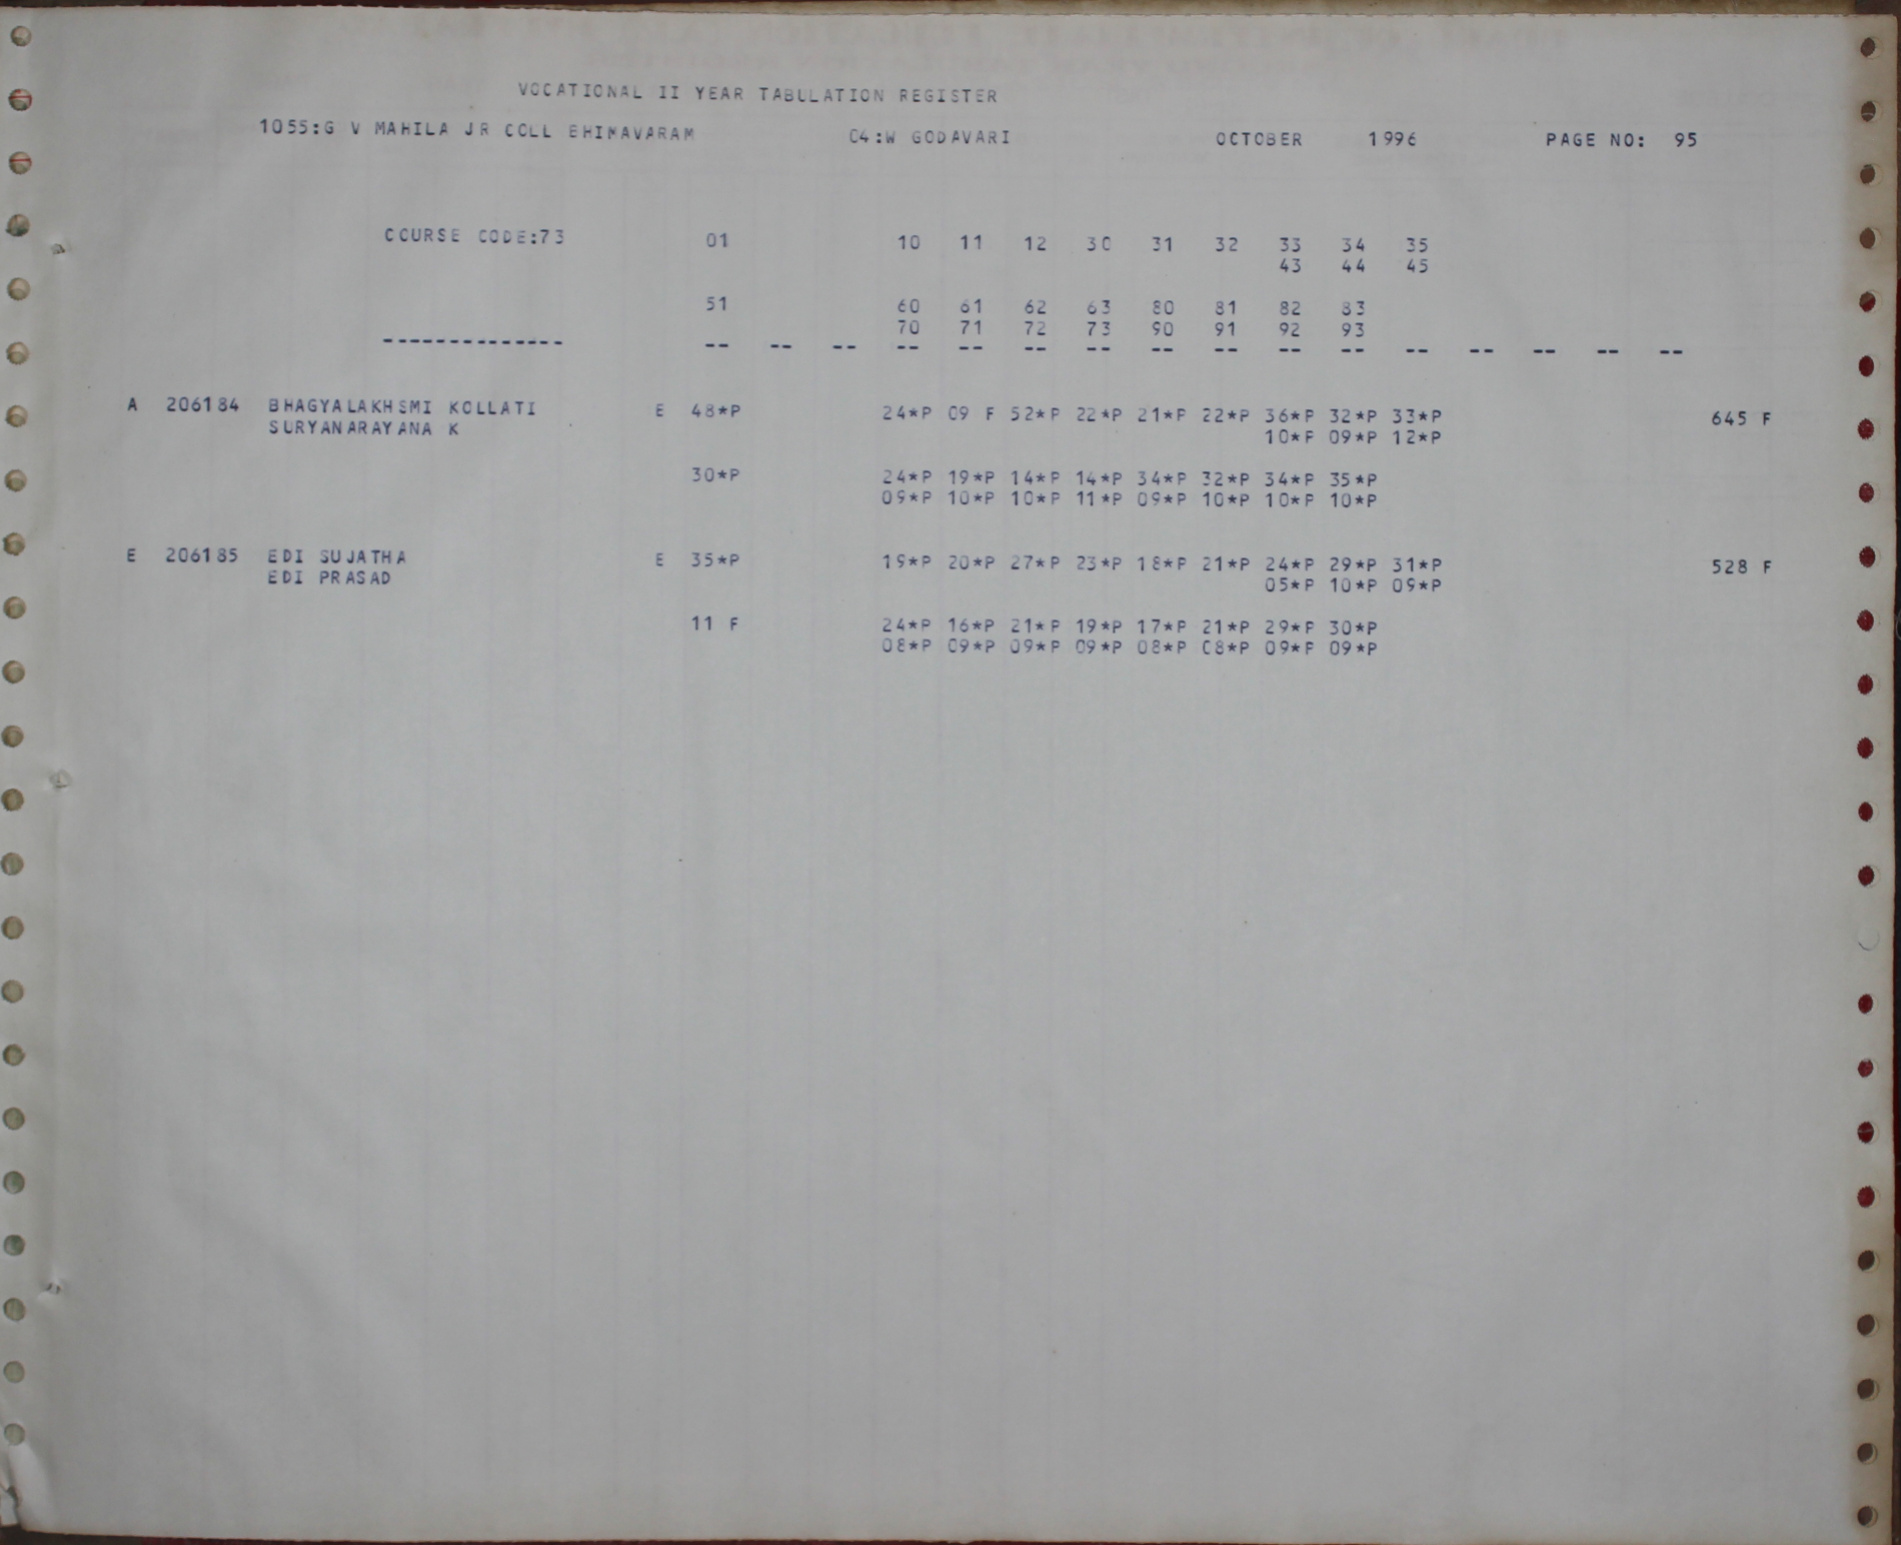 VOCATIONAL II YEAR TABULATION REGISTER
1055:G V MAHILA JR COLL BHIMAVARAM 04:W GODAVARI OCTOBER 1996 PAGE NO: 95
COURSE CODE:73 01 10 11 12 30 31 32 33 34 35
43 44 45
51 60 61 62 63 80 81 82 83
70 71 72 73 90 91 92 93
-------------- -- -- -- -- -- -- -- -- -- -- -- -- -- -- -- --
A 206184 BHAGYALAKHSMI KOLLATI E 48*P 24*P 09 F 52*P 22*P 21*P 22*P 36*P 32*P 33*P 645 F
SURYANARAYANA K 10*P 09*P 12*P
30*P 24*P 19*P 14*P 14*P 34*P 32*P 34*P 35*P
09*P 10*P 10*P 11*P 09*P 10*P 10*P 10*P
E 206185 EDI SUJATHA E 35*P 19*P 20*P 27*P 23*P 18*P 21*P 24*P 29*P 31*P 528 F
EDI PRASAD 05*P 10*P 09*P
11 F 24*P 16*P 21*P 19*P 17*P 21*P 29*P 30*P
08*P 09*P 09*P 09*P 08*P 08*P 09*P 09*P